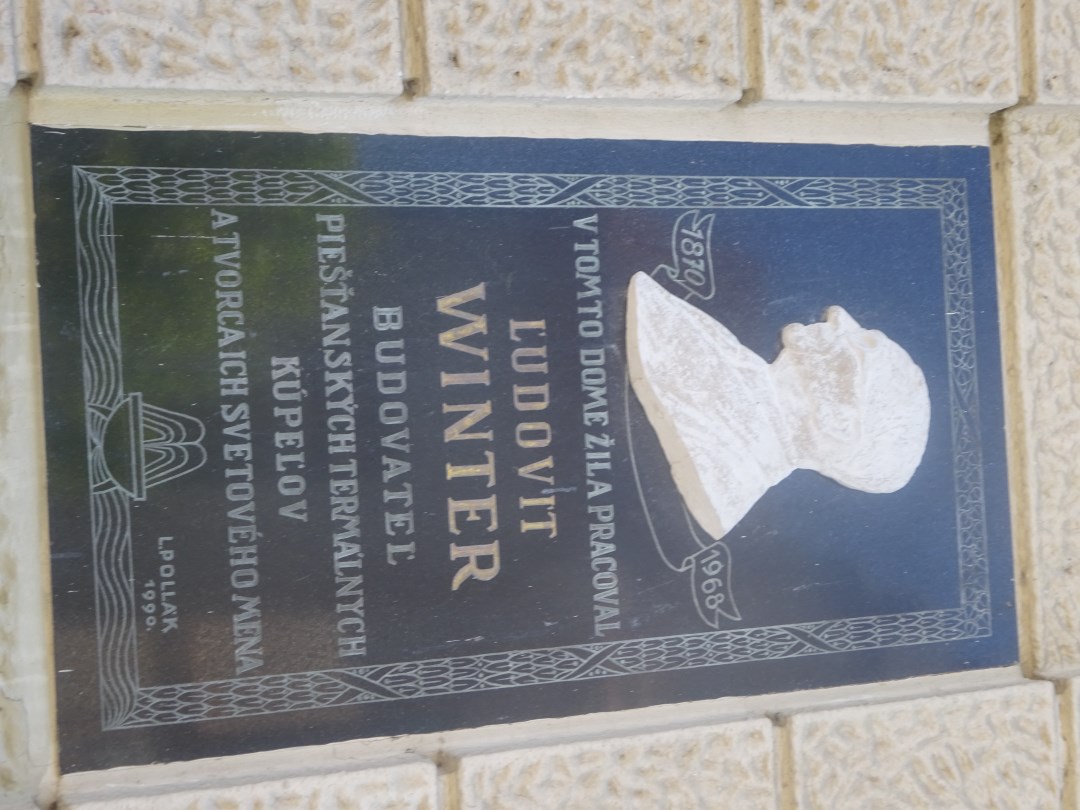 1870
1968
V TOMTO DOME ŽIL A PRACOVAL
ĽUDOVÍT
WINTER
BUDOVATEĽ
PIEŠŤANSKÝCH TERMÁLNYCH
KÚPEĽOV
A TVORCA ICH SVETOVÉHO MENA
L.POLLÁK
1990.